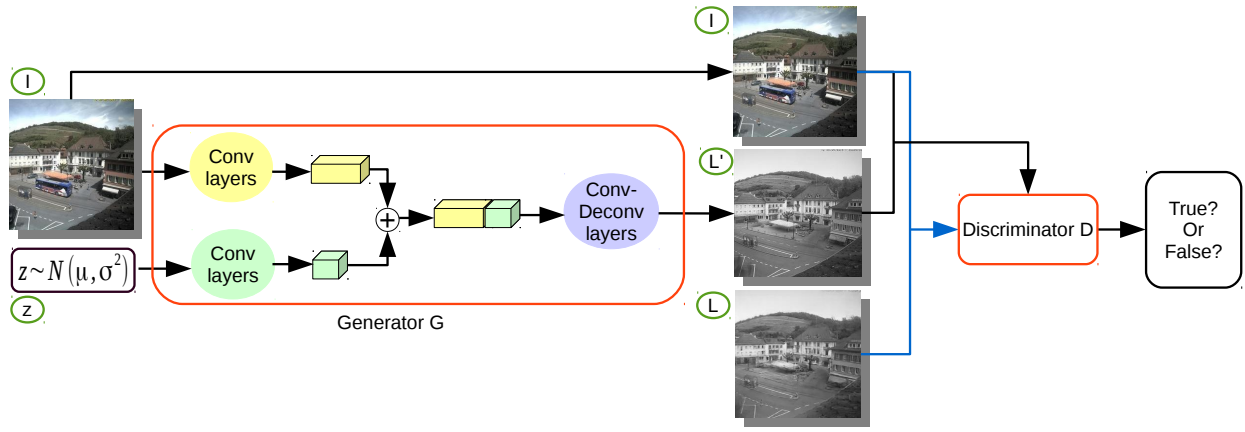 I
I
Conv
layers
Conv-
Deconv
layers
L'
+
Conv
layers
z~N(μ,σ²)
z
Generator G
L
Discriminator D
True?
Or
False?